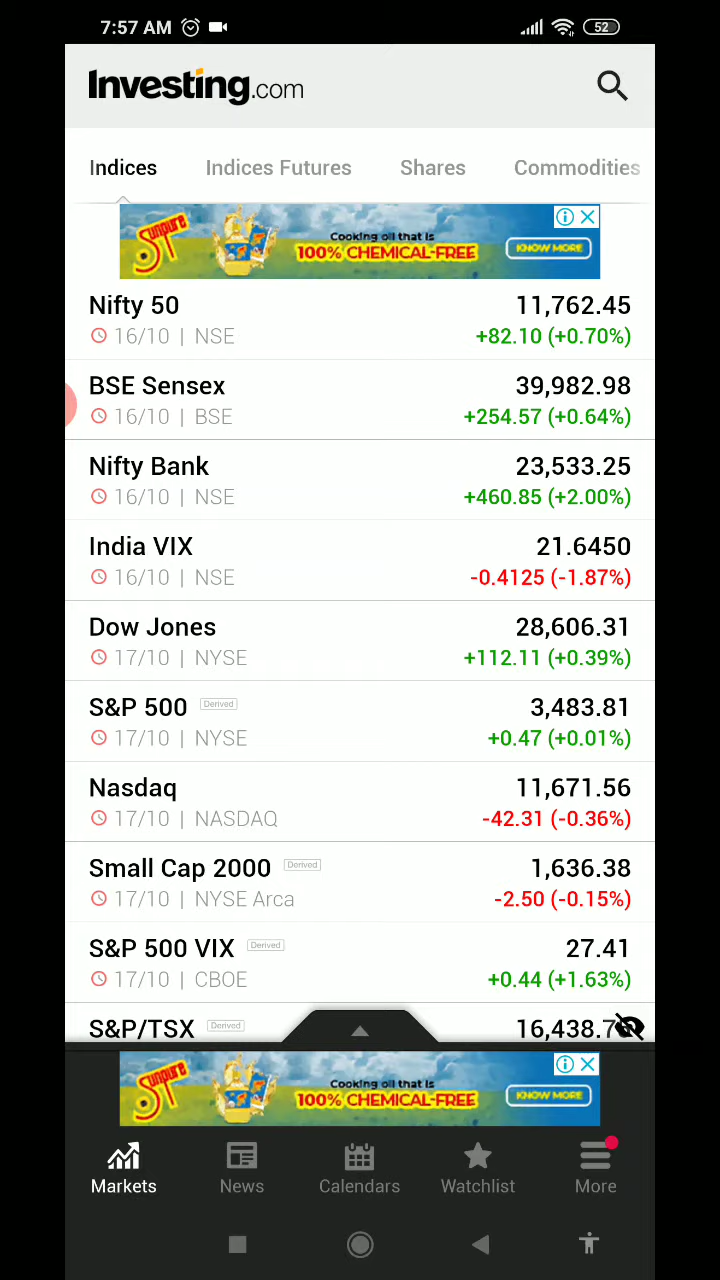 7:57 AM 52
Investing.com
Indices Indices Futures Shares Commodities
Sunpure Cooking oil that is
100% CHEMICAL-FREE
KNOW MORE
Nifty 50 11,762.45
16/10 | NSE +82.10 (+0.70%)
BSE Sensex 39,982.98
16/10 | BSE +254.57 (+0.64%)
Nifty Bank 23,533.25
16/10 | NSE +460.85 (+2.00%)
India VIX 21.6450
16/10 | NSE -0.4125 (-1.87%)
Dow Jones 28,606.31
17/10 | NYSE +112.11 (+0.39%)
S&P 500 Derived 3,483.81
17/10 | NYSE +0.47 (+0.01%)
Nasdaq 11,671.56
17/10 | NASDAQ -42.31 (-0.36%)
Small Cap 2000 Derived 1,636.38
17/10 | NYSE Arca -2.50 (-0.15%)
S&P 500 VIX Derived 27.41
17/10 | CBOE +0.44 (+1.63%)
S&P/TSX Derived 16,438.7
Sunpure Cooking oil that is
100% CHEMICAL-FREE
KNOW MORE
Markets News Calendars Watchlist More